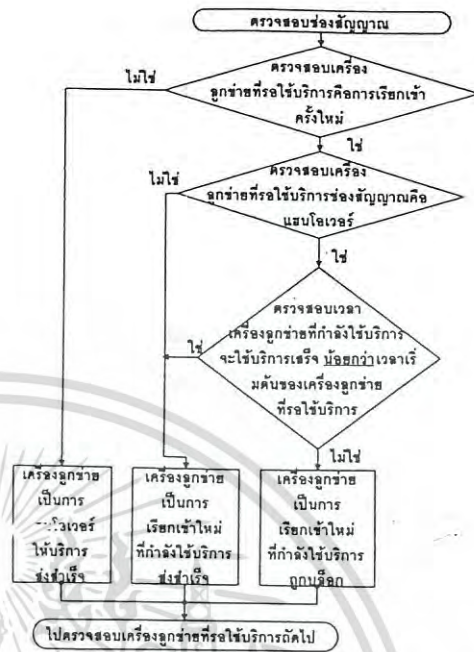 ตรวจสอบช่องสัญญาณ
ไม่ใช่
ตรวจสอบเครื่อง
ลูกข่ายที่รอใช้บริการคือการเรียกเข้า
ครั้งใหม่
ใช่
ไม่ใช่
ตรวจสอบเครื่อง
ลูกข่ายที่รอใช้บริการช่องสัญญาณคือ
แฮนโอเวอร์
ใช่
ตรวจสอบเวลา
เครื่องลูกข่ายที่กำลังใช้บริการ
ใช่
จะใช้บริการเสร็จ น้อยกว่าเวลาเริ่
มต้นของเครื่องลูกข่าย
ที่รอใช้บริการ
ไม่ใช่
เครื่องลูกข่าย
เป็นการ
นโอเวอร์
ให้บริการ
ส่งสำเร็จ
เครื่องลูกข่าย
เป็นการ
เรียกเข้าใหม่
ที่กำลังใช้บริการ
ส่งสำเร็จ
เครื่องลูกข่าย
เป็นการ
เรียกเข้าใหม่
ที่กำลังใช้บริการ
ถูกบล็อก
ไปตรวจสอบเครื่องลูกข่ายที่รอใช้บริการถัดไป